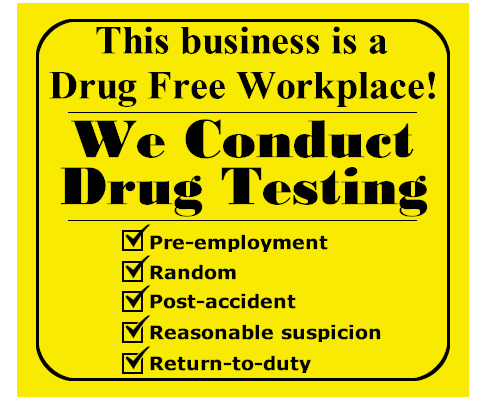 This business is a
Drug Free Workplace!
We Conduct
Drug Testing
Pre-employment
Random
Post-accident
Reasonable suspicion
Return-to-duty